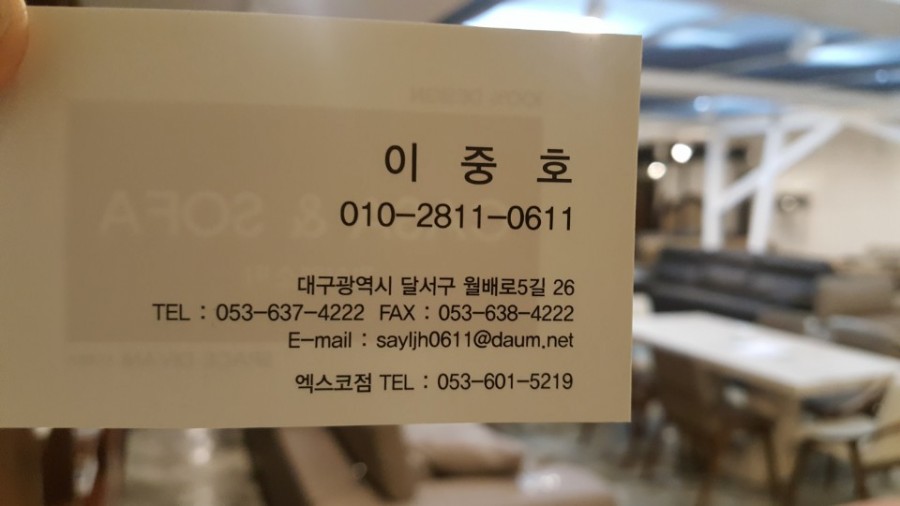 이 중 호
010-2811-0611
대구광역시 달서구 월배로5길 26
TEL : 053-637-4222 FAX : 053-638-4222
E-mail : sayljh0611@daum.net
엑스코점 TEL : 053-601-5219
& SOFA